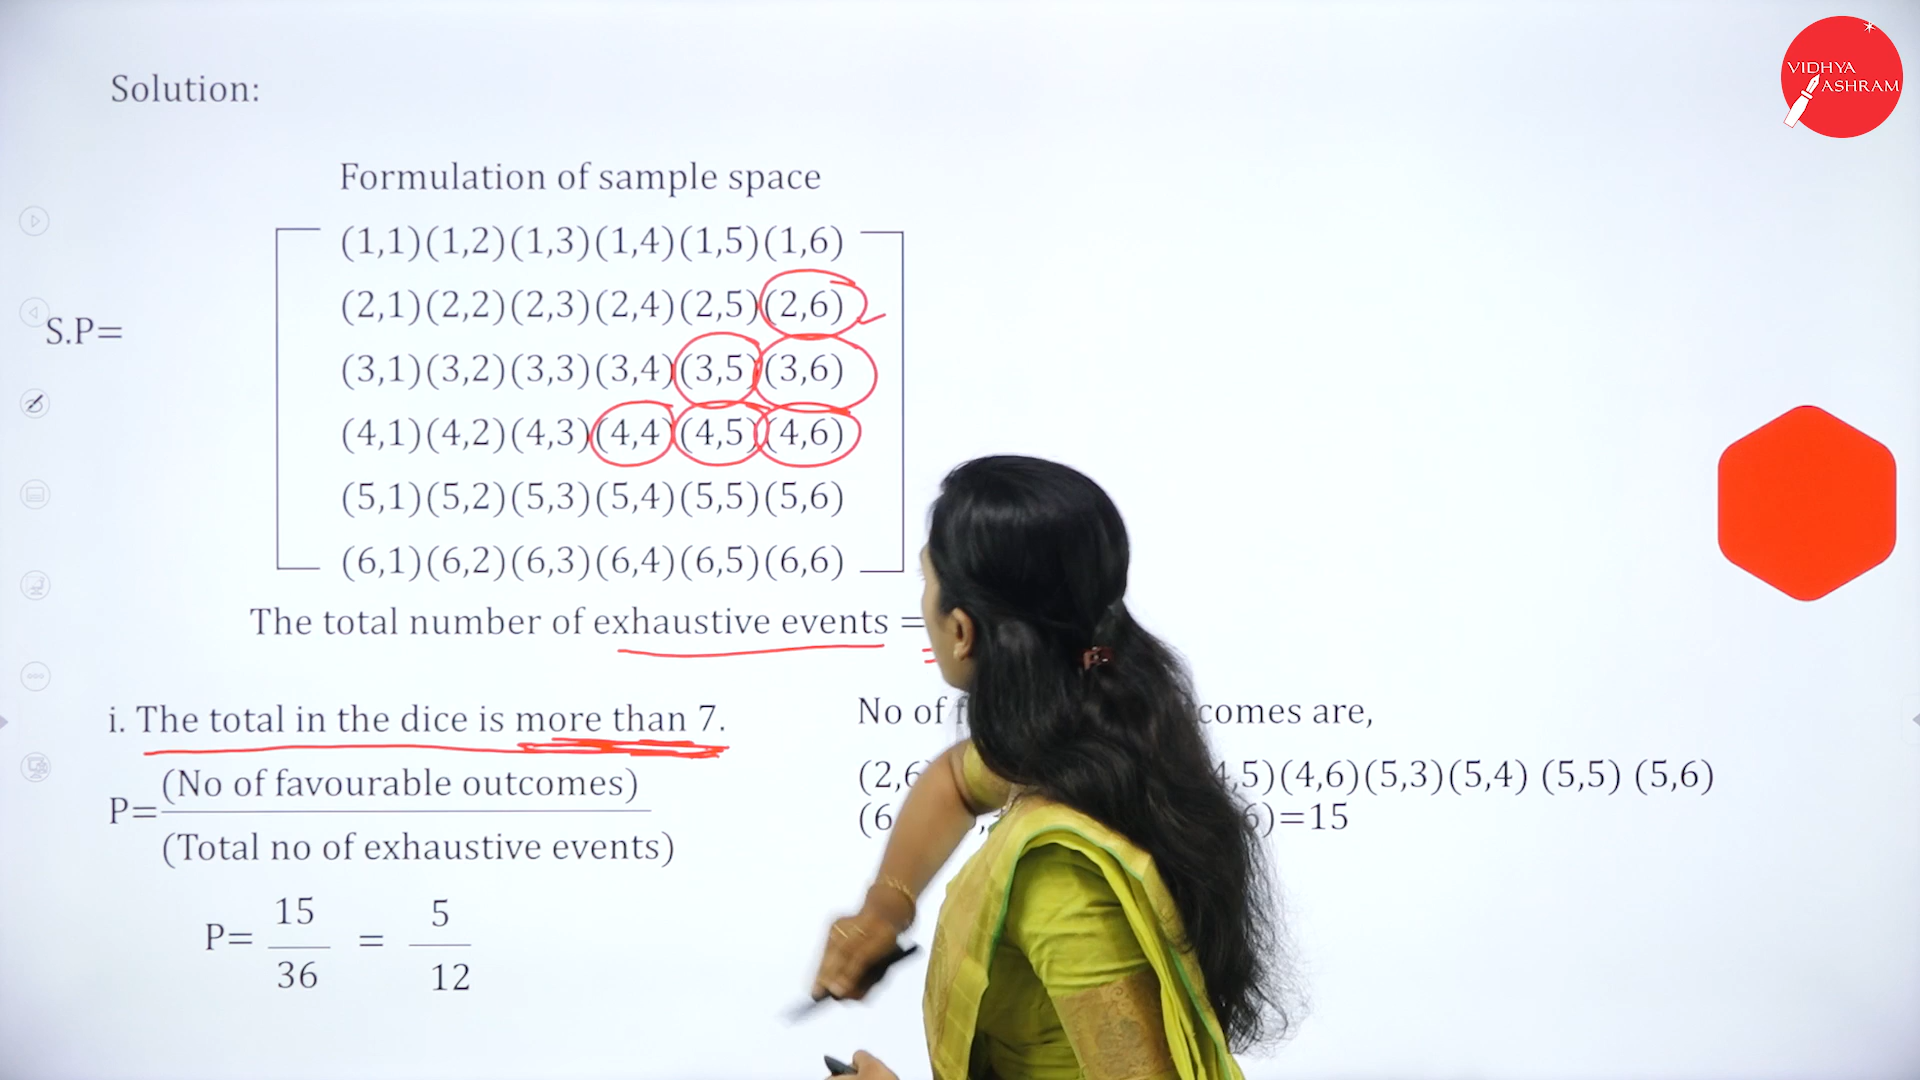 VIDHYA
ASHRAM
Solution:
Formulation of sample space
(1,1)(1,2)(1,3)(1,4)(1,5)(1,6)
(2,1)(2,2)(2,3)(2,4)(2,5)(2,6)
S.P=
(3,1)(3,2)(3,3)(3,4)(3,5)(3,6)
(4,1)(4,2)(4,3)(4,4)(4,5)(4,6)
(5,1)(5,2)(5,3)(5,4)(5,5)(5,6)
(6,1)(6,2)(6,3)(6,4)(6,5)(6,6)
The total number of exhaustive events =
i. The total in the dice is more than 7.
P=
(No of favourable outcomes)
(Total no of exhaustive events)
P= 15
36
= 5
12
No of comes are,
(2,6 4,5)(4,6)(5,3)(5,4) (5,5) (5,6)
(6 6)=15